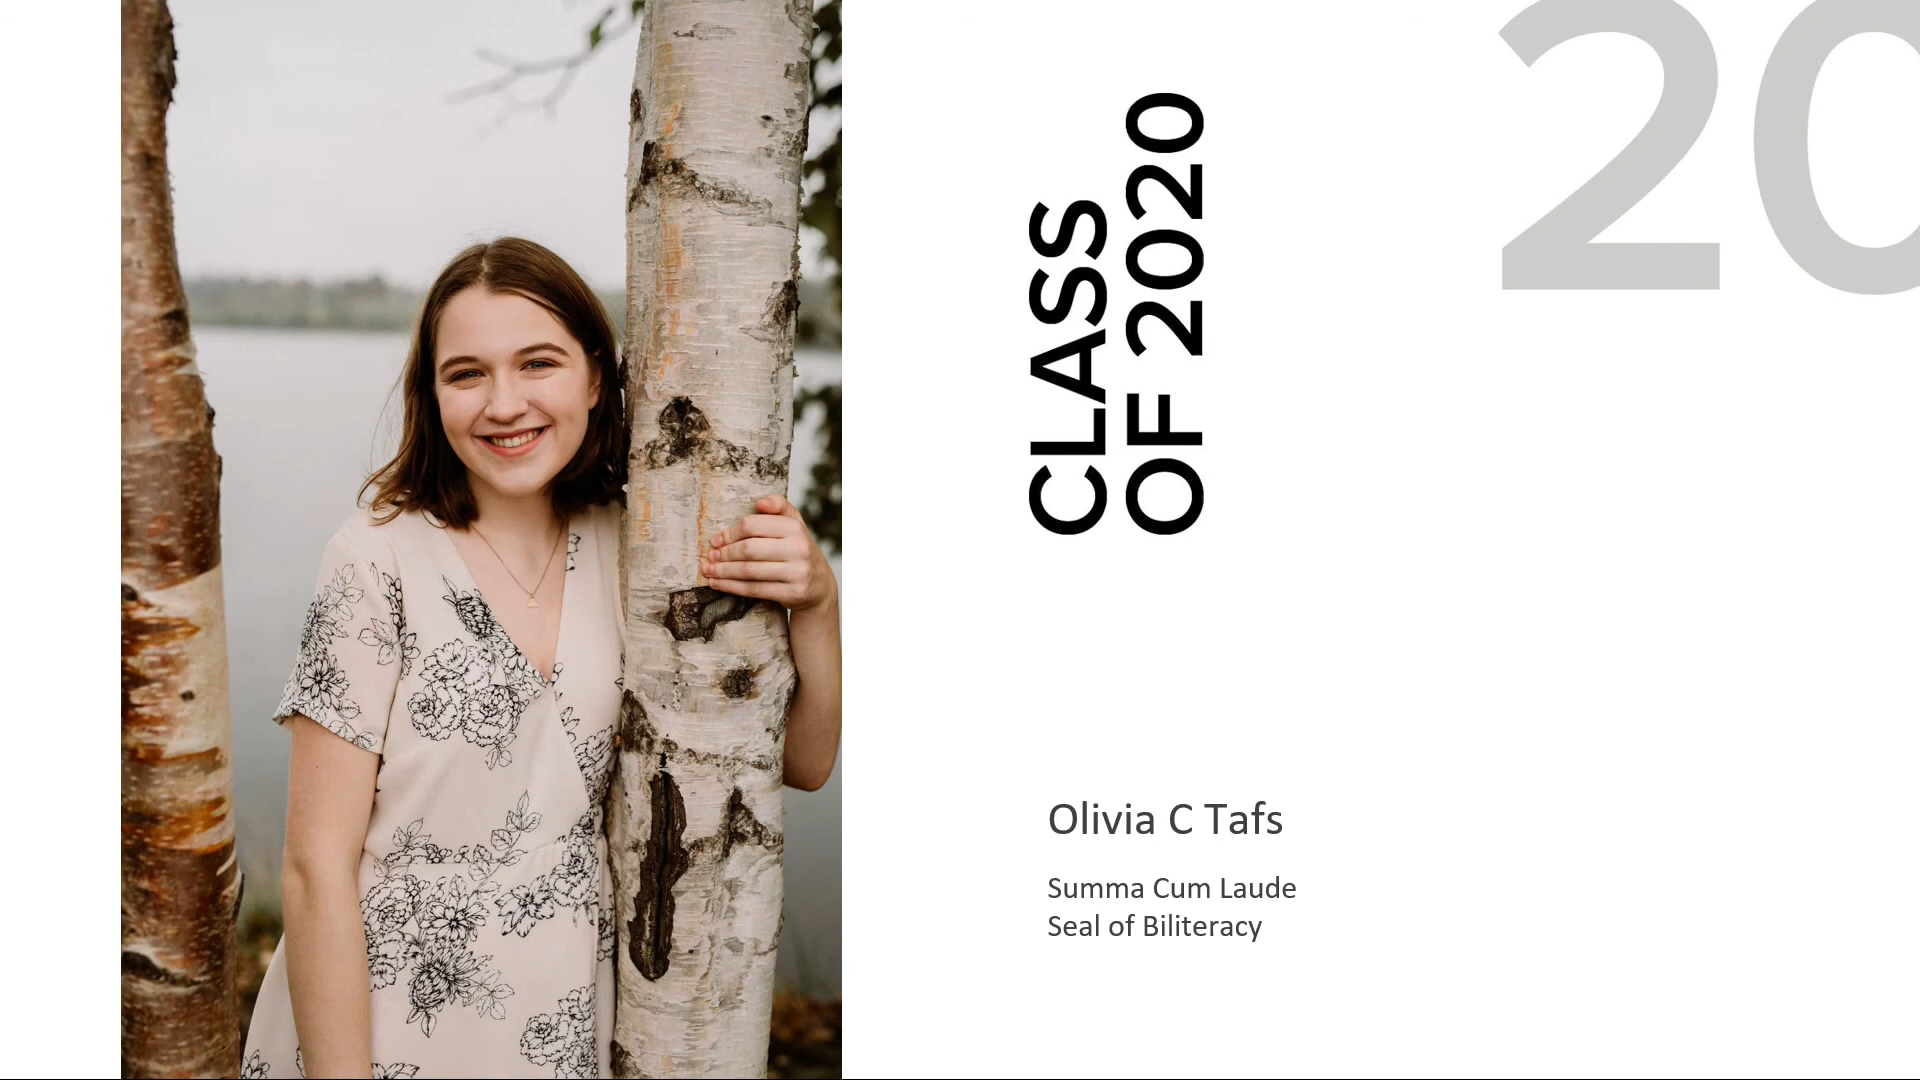 CLASS
OF 2020
20
Olivia C Tafs
Summa Cum Laude
Seal of Biliteracy